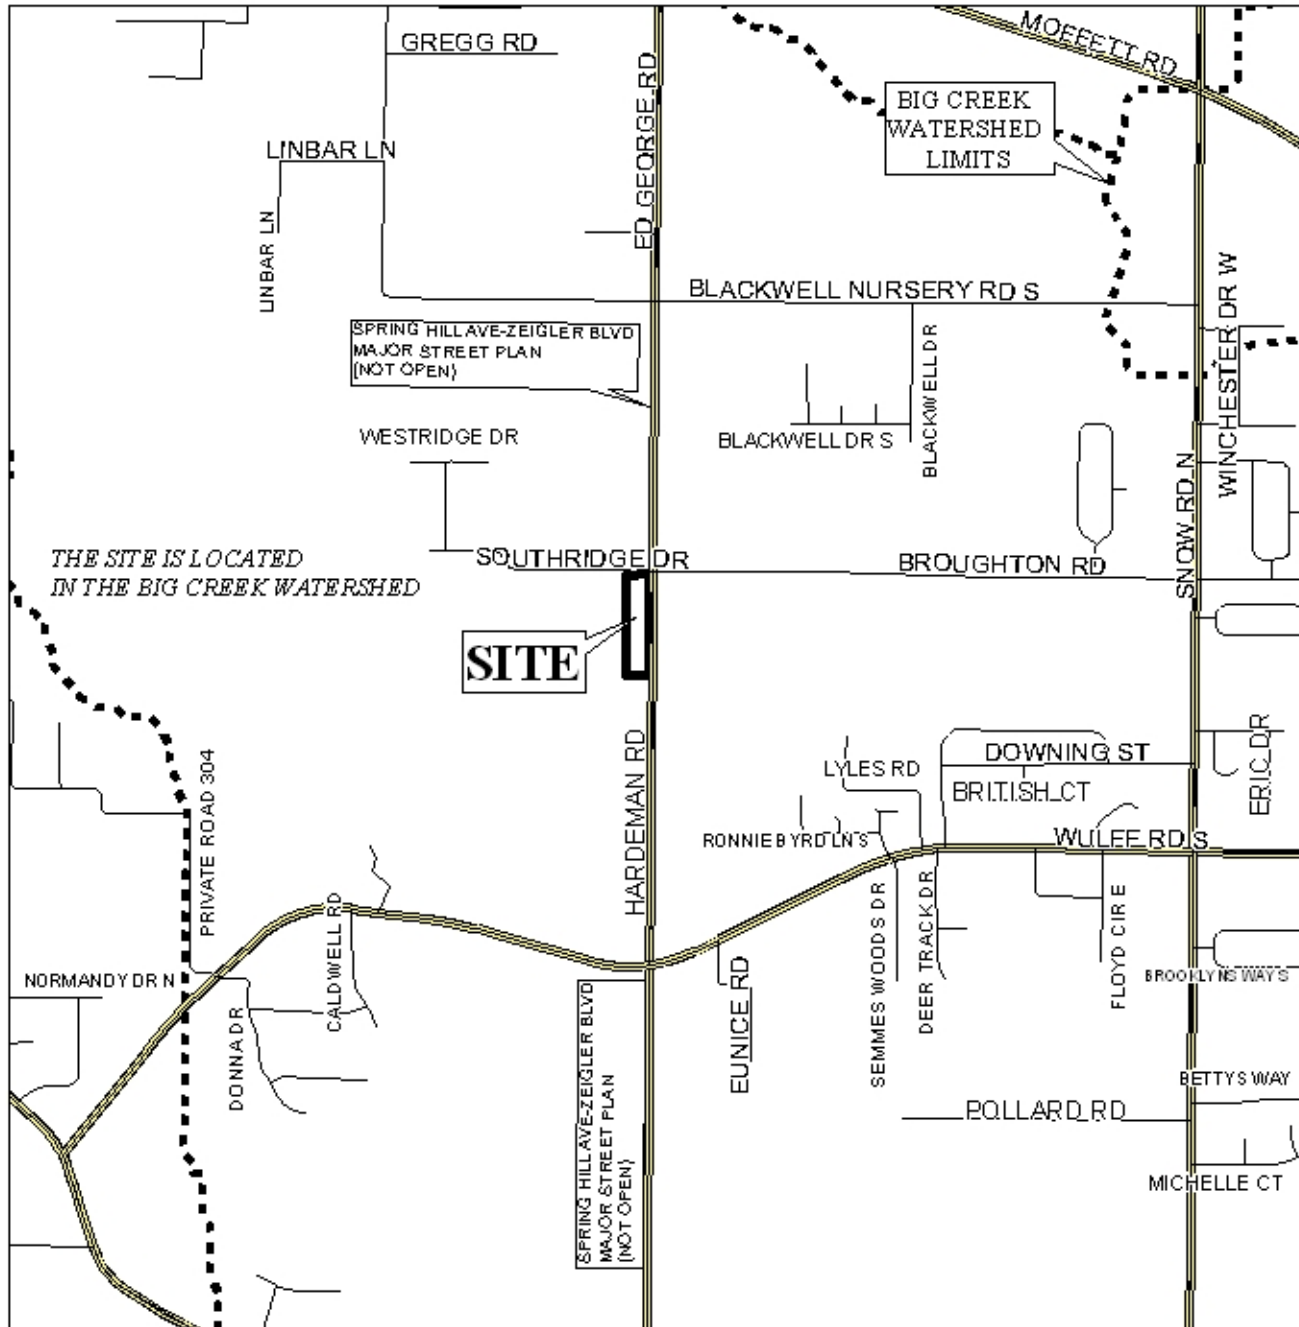 MOFFETT RD
GREGG RD
ED GEORGE RD
BIG CREEK
WATERSHED
LIMITS
LINBAR LN
LINBAR LN
BLACKWELL NURSERY RD S
WINCHESTER DR W
SPRING HILL AVE-ZEIGLER BLVD
MAJOR STREET PLAN
(NOT OPEN)
BLACKWELL DR
WESTRIDGE DR
BLACKWELL DR S
SNOW RD N
THE SITE IS LOCATED
IN THE BIG CREEK WATERSHED
SOUTHRIDGE DR
BROUGHTON RD
SITE
HARDEMAN RD
PRIVATE ROAD 304
DOWNING ST
ERIC DR
LYLES RD
BRITISH CT
RONNIE BYRD LN S
WULFF RD S
CALDWELL RD
SEMMES WOODS DR
DEER TRACK DR
FLOYD CIR E
NORMANDY DR N
BROOKLYNS WAY S
EUNICE RD
DONNA DR
SPRING HILL AVE-ZEIGLER BLVD
MAJOR STREET PLAN
(NOT OPEN)
BETTYS WAY
POLLARD RD
MICHELLE CT